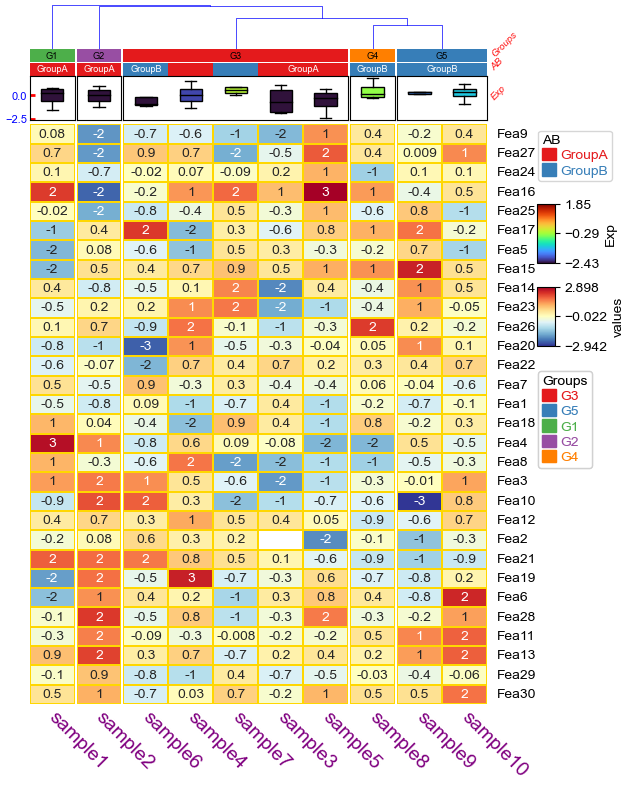 G1 G2 G3 G4 G5 Groups
GroupA GroupA GroupB GroupA GroupB GroupB AB
0.0
−2.5
Exp
0.08 -2 -0.7 -0.6 -1 -2 1 0.4 -0.2 0.4 Fea9
0.7 -2 0.9 0.7 -2 -0.5 2 0.4 0.009 1 Fea27
0.1 -0.7 -0.02 0.07 -0.09 0.2 1 -1 0.1 0.1 Fea24
2 -2 -0.2 1 2 1 3 1 -0.4 0.5 Fea16
-0.02 -2 -0.8 -0.4 0.5 -0.3 1 -0.6 0.8 -1 Fea25
-1 0.4 2 -2 0.3 -0.6 0.8 1 2 -0.2 Fea17
-2 0.08 -0.6 -1 0.5 0.3 -0.3 -0.2 0.7 -1 Fea5
-2 0.5 0.4 0.7 0.9 0.5 1 1 2 0.5 Fea15
0.4 -0.8 -0.5 0.1 2 -2 0.4 -0.4 1 0.5 Fea14
-0.5 0.2 0.2 1 2 -2 -1 -0.4 1 -0.05 Fea23
0.1 0.7 -0.9 2 -0.1 -1 -0.3 2 0.2 -0.2 Fea26
-0.8 -1 -3 1 -0.5 -0.3 -0.04 0.05 1 0.1 Fea20
-0.6 -0.07 -2 0.7 0.4 0.7 0.2 0.3 0.4 0.7 Fea22
0.5 -0.5 0.9 -0.3 0.3 -0.4 -0.4 0.06 -0.04 -0.6 Fea7
-0.5 -0.8 0.09 -1 -0.7 0.4 -1 -0.2 -0.7 -0.1 Fea1
1 0.04 -0.4 -2 0.9 0.4 -1 0.8 -0.2 0.3 Fea18
3 1 -0.8 0.6 0.09 -0.08 -2 -2 0.5 -0.5 Fea4
1 -0.3 -0.6 2 -2 -2 -1 -1 -0.5 -0.3 Fea8
1 2 1 0.5 -0.6 -2 -1 -0.3 -0.01 1 Fea3
-0.9 2 2 0.3 -2 -1 -0.7 -0.6 -3 0.8 Fea10
0.4 0.7 0.3 1 0.5 0.4 0.05 -0.9 -0.6 0.7 Fea12
-0.2 0.08 0.6 0.3 0.2 -2 -0.1 -1 -0.3 Fea2
2 2 2 0.8 0.5 0.1 -0.6 -0.9 -1 -0.9 Fea21
-2 2 -0.5 3 -0.7 -0.3 0.6 -0.7 -0.8 0.2 Fea19
-2 1 0.4 0.2 -1 0.3 0.8 0.4 -0.8 2 Fea6
-0.1 2 -0.5 0.8 -1 -0.3 2 -0.3 -0.2 1 Fea28
-0.3 2 -0.09 -0.3 -0.008 -0.2 -0.2 0.5 1 2 Fea11
0.9 2 0.3 0.7 -0.7 0.2 0.4 0.2 1 2 Fea13
-0.1 0.9 -0.8 -1 0.4 -0.7 -0.5 -0.03 -0.4 -0.06 Fea29
0.5 1 -0.7 0.03 0.7 -0.2 1 0.5 0.5 2 Fea30
sample1 sample2 sample6 sample4 sample7 sample3 sample5 sample8 sample9 sample10
AB
GroupA
GroupB
1.85
−0.29
−2.43
Exp
2.898
−0.022
−2.942
values
Groups
G3
G5
G1
G2
G4